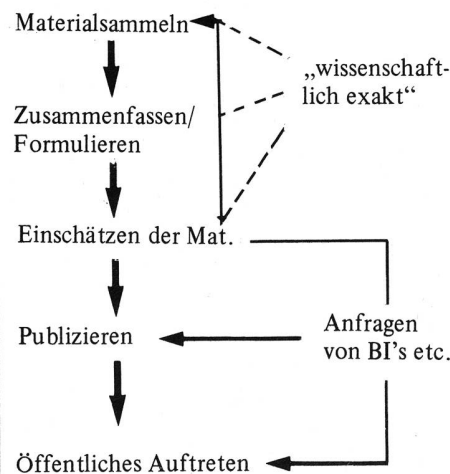 Materialsammeln
„wissenschaft-
lich exakt“
Zusammenfassen/
Formulieren
Einschätzen der Mat.
Publizieren
Anfragen
von BI's etc.
Öffentliches Auftreten